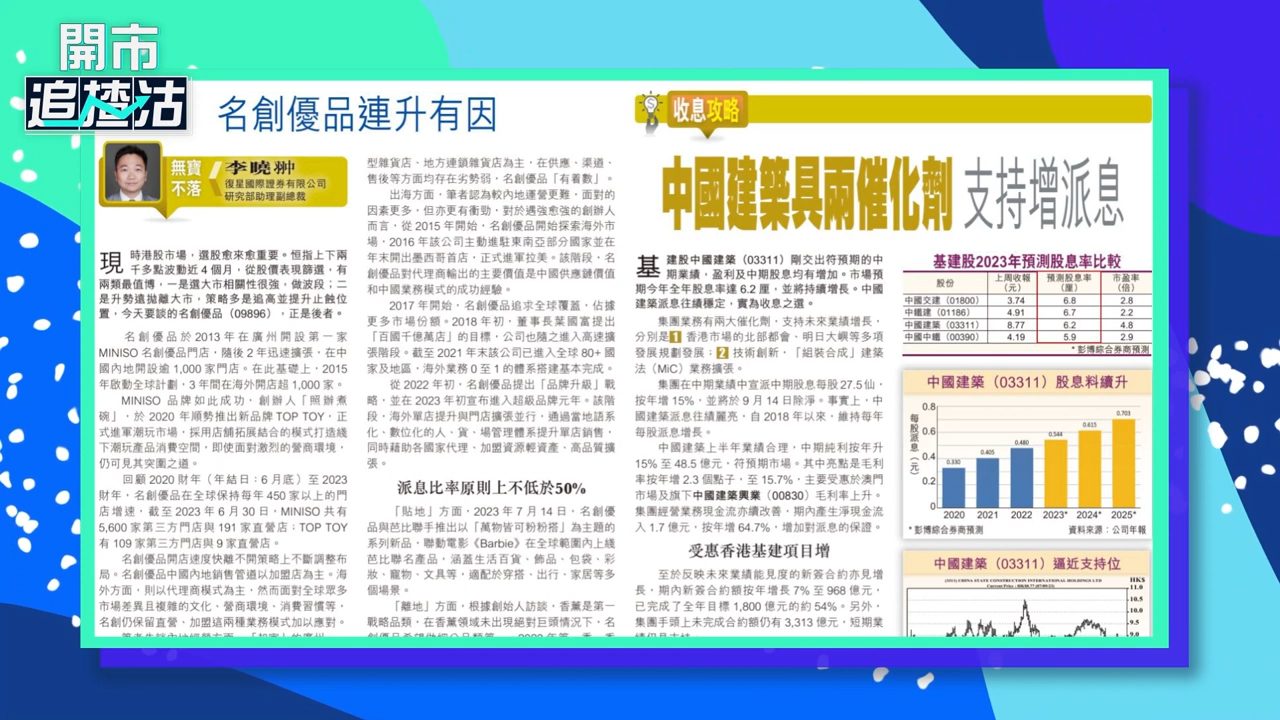 開市
追揸沽
名創優品連升有因
無寶
不落
李曉翀
復星國際證券有限公司
研究部助理副總裁
現時港股市場，選股愈來愈重要。恒指上下兩
千多點波動近4個月，從股價表現篩選，有
兩類最值博，一是選大市相關性很強，做波段；二
是升勢遠拋離大市，策略多是追高並提升止蝕位
置，今天要談的名創優品（09896），正是後者。
名創優品於2013年在廣州開設第一家
MINISO名創優品門店，隨後2年迅速擴張，在中
國內地開設逾1,000家門店。在此基礎上，2015
年啟動全球計劃，3年間在海外開店超1,000家。
MINISO品牌如此成功，創辦人「照辦煮
碗」，於2020年順勢推出新品牌TOP TOY，正
式進軍潮玩市場，採用店舖拓展結合的模式打造綫
下潮玩產品消費空間，即使面對激烈的營商環境，
仍可見其突圍之道。
回顧2020財年（年結日：6月底）至2023
財年，名創優品在全球保持每年450家以上的門
店增速，截至2023年6月30日，MINISO共有
5,600家第三方門店與191家直營店；TOP TOY
有109家第三方門店與9家直營店。
名創優品開店速度快離不開策略上不斷調整布
局。名創優品中國內地銷售管道以加盟店為主。海
外方面，則以代理商模式為主，然而面對全球眾多
市場差異且複雜的文化、營商環境、消費習慣等，
名創仍保留直營、加盟這兩種業務模式加以應對。
型雜貨店、地方連鎖雜貨店為主，在供應、渠道、
售後等方面均存在劣勢弱，名創優品「有着數」。
出海方面，筆者認為較內地運營更難，面對的
因素更多，但亦更有衝勁，對於遇強愈強的創辦人
而言，從2015年開始，名創優品開始探索海外市
場，2016年該公司主動進駐東南亞部分國家並在
年末開出墨西哥首店，正式進軍拉美。該階段，名
創優品對代理商輸出的主要價值是中國供應鏈價值
和中國業務模式的成功經驗。
2017年開始，名創優品追求全球覆蓋，佔據
更多市場份額。2018年初，董事長葉國富提出
「百國千億萬店」的目標，公司也隨之進入高速擴
張階段。截至2021年末該公司已進入全球80+國
家及地區，海外業務0至1的體系搭建基本完成。
從2022年初，名創優品提出「品牌升級」戰
略，並在2023年初宣布進入超級品牌元年。該階
段，海外單店提升與門店擴張並行，通過當地語系
化、數位化的人、貨、場管理體系提升單店銷售，
同時藉助各國家代理、加盟資源輕資產、高品質擴
張。
派息比率原則上不低於50%
「貼地」方面，2023年7月14日，名創優
品與芭比聯手推出以「萬物皆可粉粉搭」為主題的
系列新品，聯動電影《Barbie》在全球範圍內上綫
芭比聯名產品，涵蓋生活百貨、飾品、包袋、彩
妝、寵物、文具等，適配於穿搭、出行、家居等多
個場景。
「離地」方面，根據創始人訪談，香薰是第一
戰略品類，在香薰領域未出現絕對巨頭情況下，名
收息攻略
中國建築具兩催化劑 支持增派息
基建股中國建築（03311）剛交出符預期的中
期業績，盈利及中期股息均有增加。市場預
期今年全年股息率達6.2厘，並將持續增長。中國
建築派息往績穩定，實為收息之選。
集團業務有兩大催化劑，支持未來業績增長，
分別是1香港市場的北部都會、明日大嶼等多項
發展規劃發展；2技術創新，「組裝合成」建築
法（MiC）業務擴張。
集團在中期業績中宣派中期股息每股27.5仙，
按年增15%，並將於9月14日除淨。事實上，中
國建築派息往績麗亮，自2018年以來，維持每年
每股派息增長。
中國建築上半年業績合理，中期純利按年升
15%至48.5億元，符預期市場。其中亮點是毛利
率按年增2.3個點子，至15.7%，主要受惠於澳門
市場及旗下中國建築興業（00830）毛利率上升。
集團經營業務現金流亦續改善，期內產生淨現金流
入1.7億元，按年增64.7%，增加對派息的保證。
受惠香港基建項目增
至於反映未來業績能見度的新簽合約亦見增
長，期內新簽合約額按年增長7%至968億元，
已完成了全年目標1,800億元的約54%。另外，
集團手頭上未完成合約額仍有3,313億元，短期業
基建股2023年預測股息率比較
股份 上周收報（元） 預測股息率（厘） 市盈率（倍）
中國交建（01800） 3.74 6.8 2.8
中鐵建（01186） 4.91 6.7 2.2
中國建築（03311） 8.77 6.2 4.8
中國中鐵（00390） 4.19 5.9 2.9
*彭博綜合券商預測
中國建築（03311）股息料續升
每股派息（元）
0.8
0.6
0.4
0.2
0
0.330 0.405 0.480 0.544 0.615 0.703
2020 2021 2022 2023* 2024* 2025*
*彭博綜合券商預測 資料來源：公司年報
中國建築（03311）逼近支持位
(3311) CHINA STATE CONSTRUCTION INTERNATIONAL HOLDINGS LTD
HK$
11.0
10.5
10.0
9.5
9.0